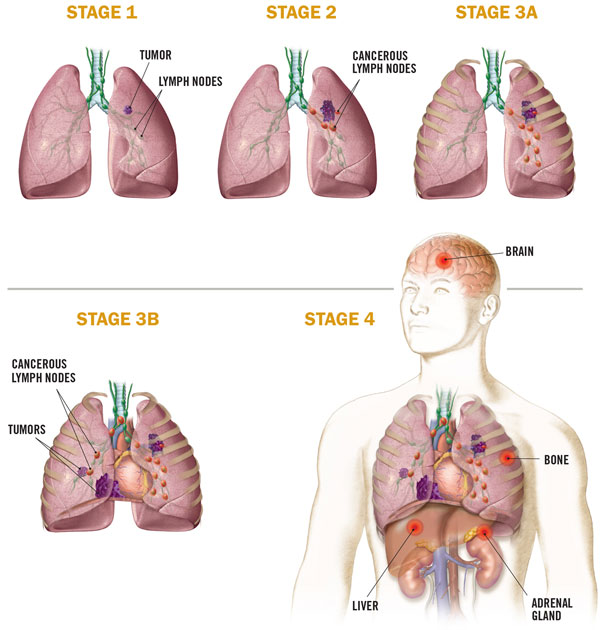 STAGE 1
STAGE 2
STAGE 3A
TUMOR
LYMPH NODES
CANCEROUS
LYMPH NODES
BRAIN
STAGE 3B
STAGE 4
CANCEROUS
LYMPH NODES
TUMORS
BONE
LIVER
ADRENAL
GLAND